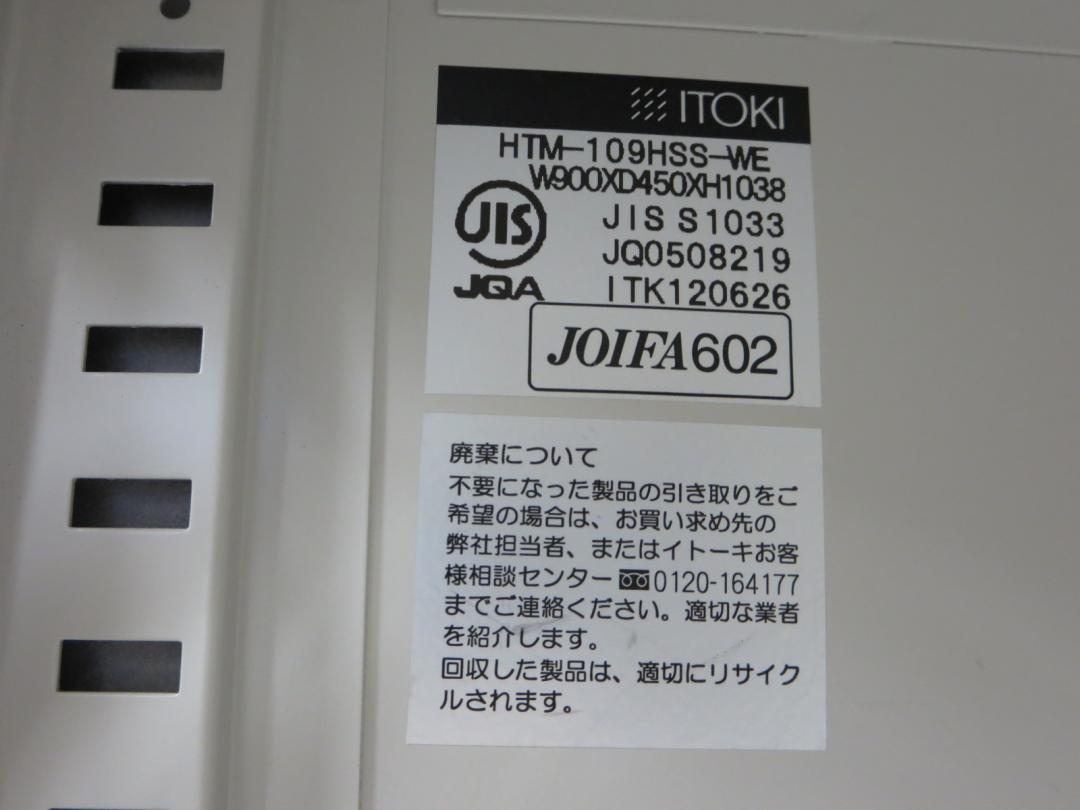 ITOKI
HTM-109HSS-WE
W900XD450XH1038
JIS
JIS S1033
JQ0508219
JQA
ITK120626
JOIFA602
廃棄について
不要になった製品の引き取りをご
希望の場合は、お買い求め先の
弊社担当者、またはイトーキお客
様相談センター 0120-164177
までご連絡ください。適切な業者
を紹介します。
回収した製品は、適切にリサイク
ルされます。